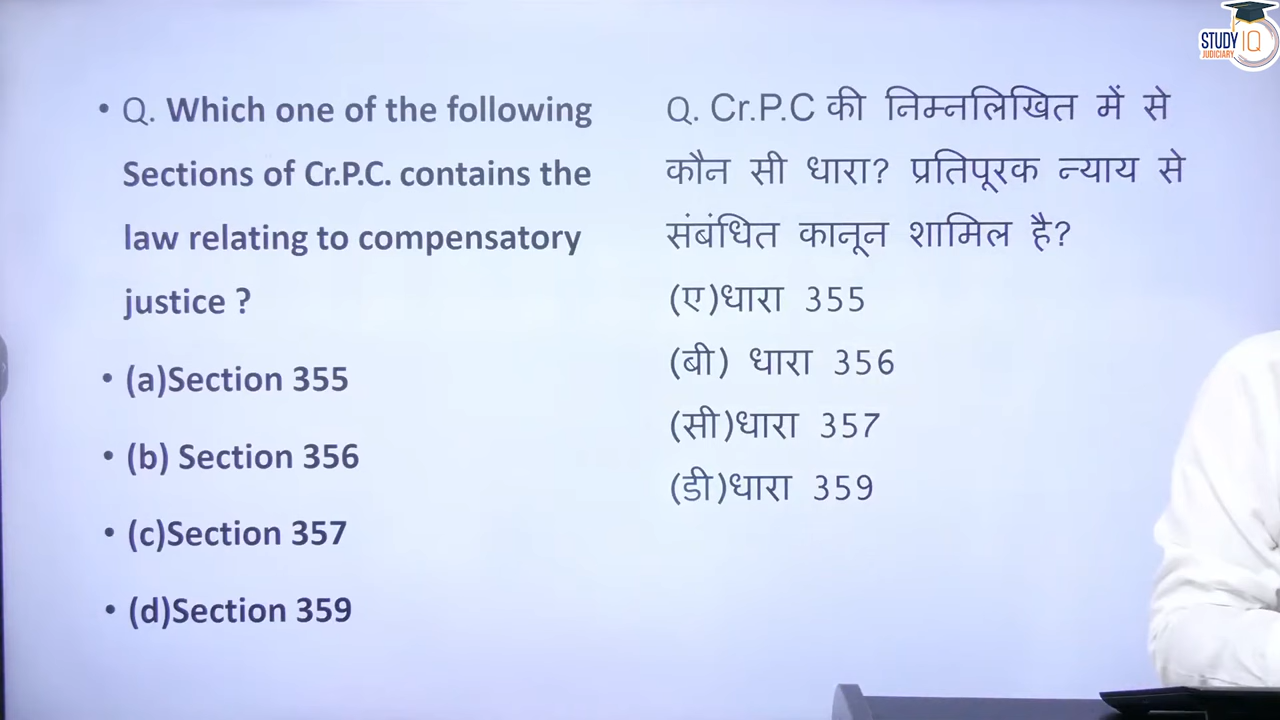 STUDY IQ
JUDICIARY
• Q. Which one of the following
Sections of Cr.P.C. contains the
law relating to compensatory
justice ?
• (a)Section 355
• (b) Section 356
• (c)Section 357
• (d)Section 359
Q. Cr.P.C की निम्नलिखित में से
कौन सी धारा? प्रतिपूरक न्याय से
संबंधित कानून शामिल है?
(ए)धारा 355
(बी) धारा 356
(सी)धारा 357
(डी)धारा 359